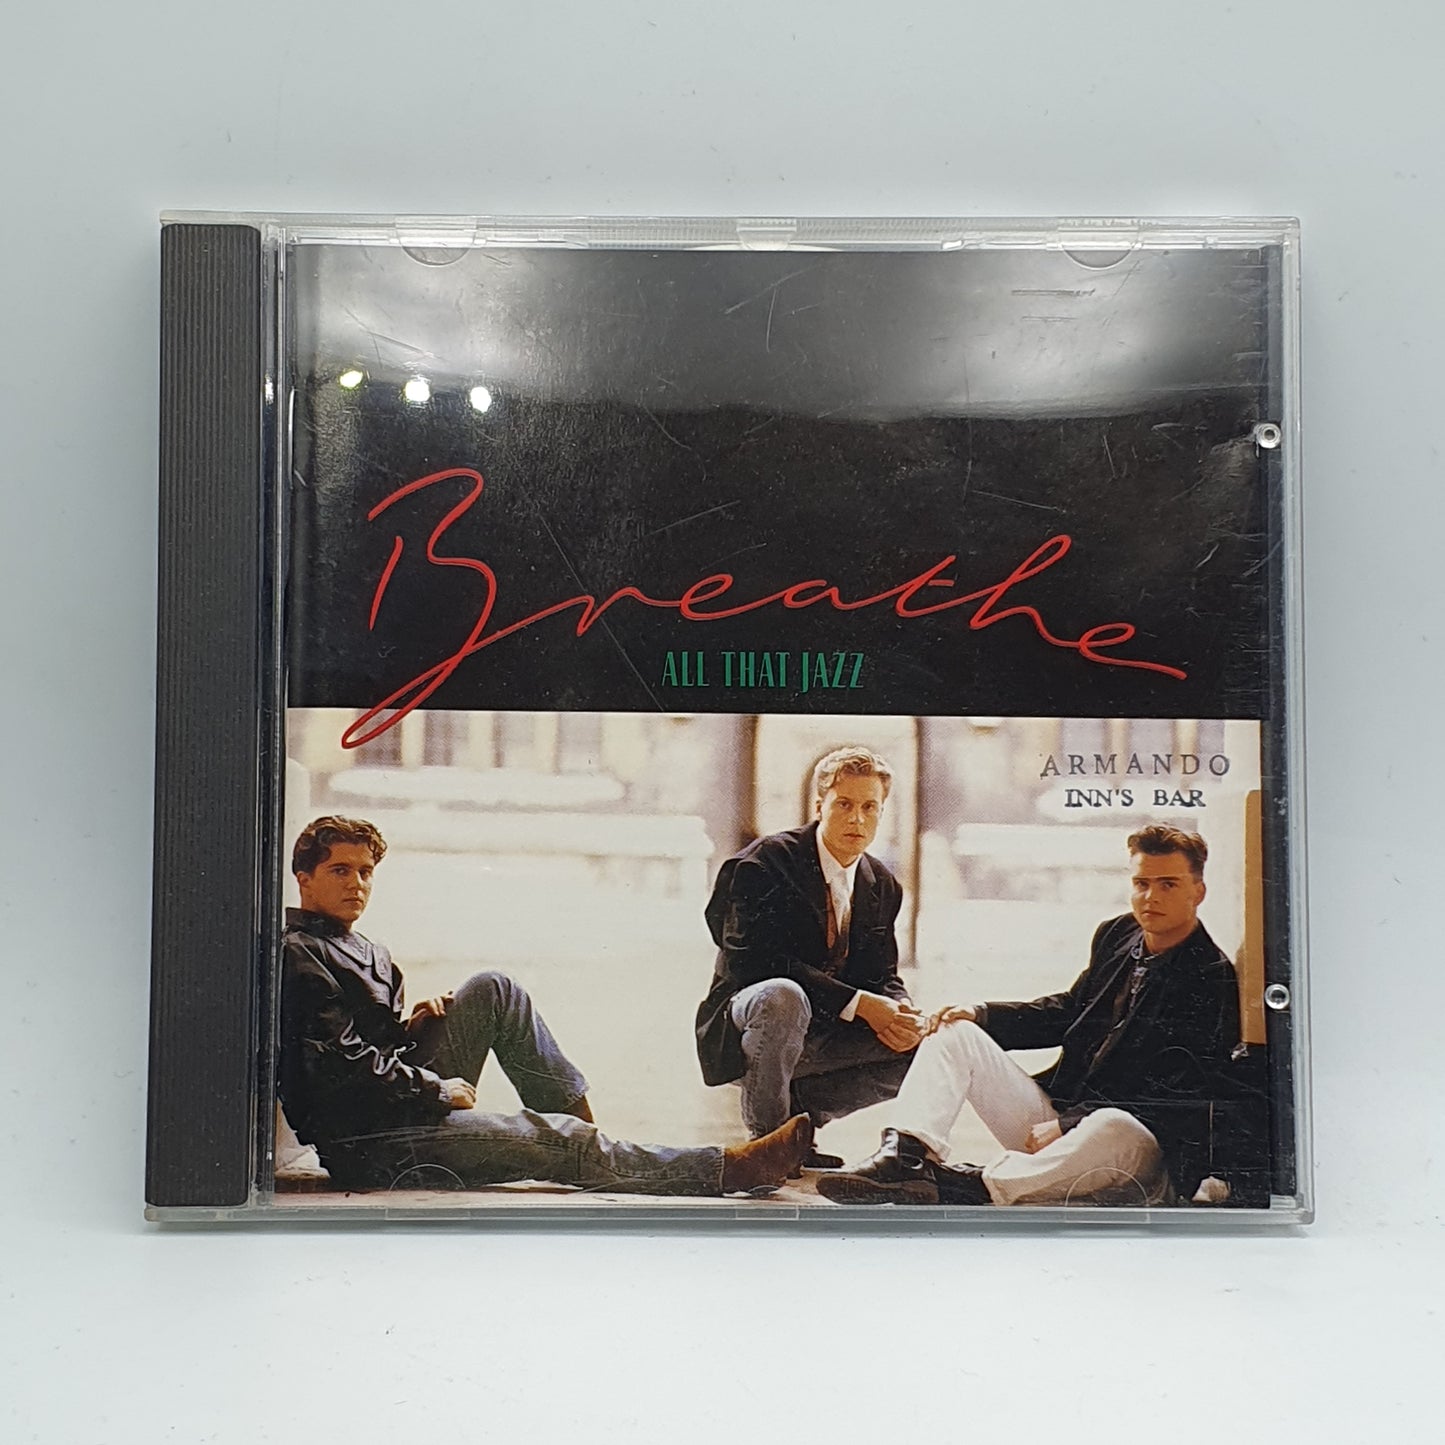 Breathe
ALL THAT JAZZ
ARMANDO
INN'S BAR